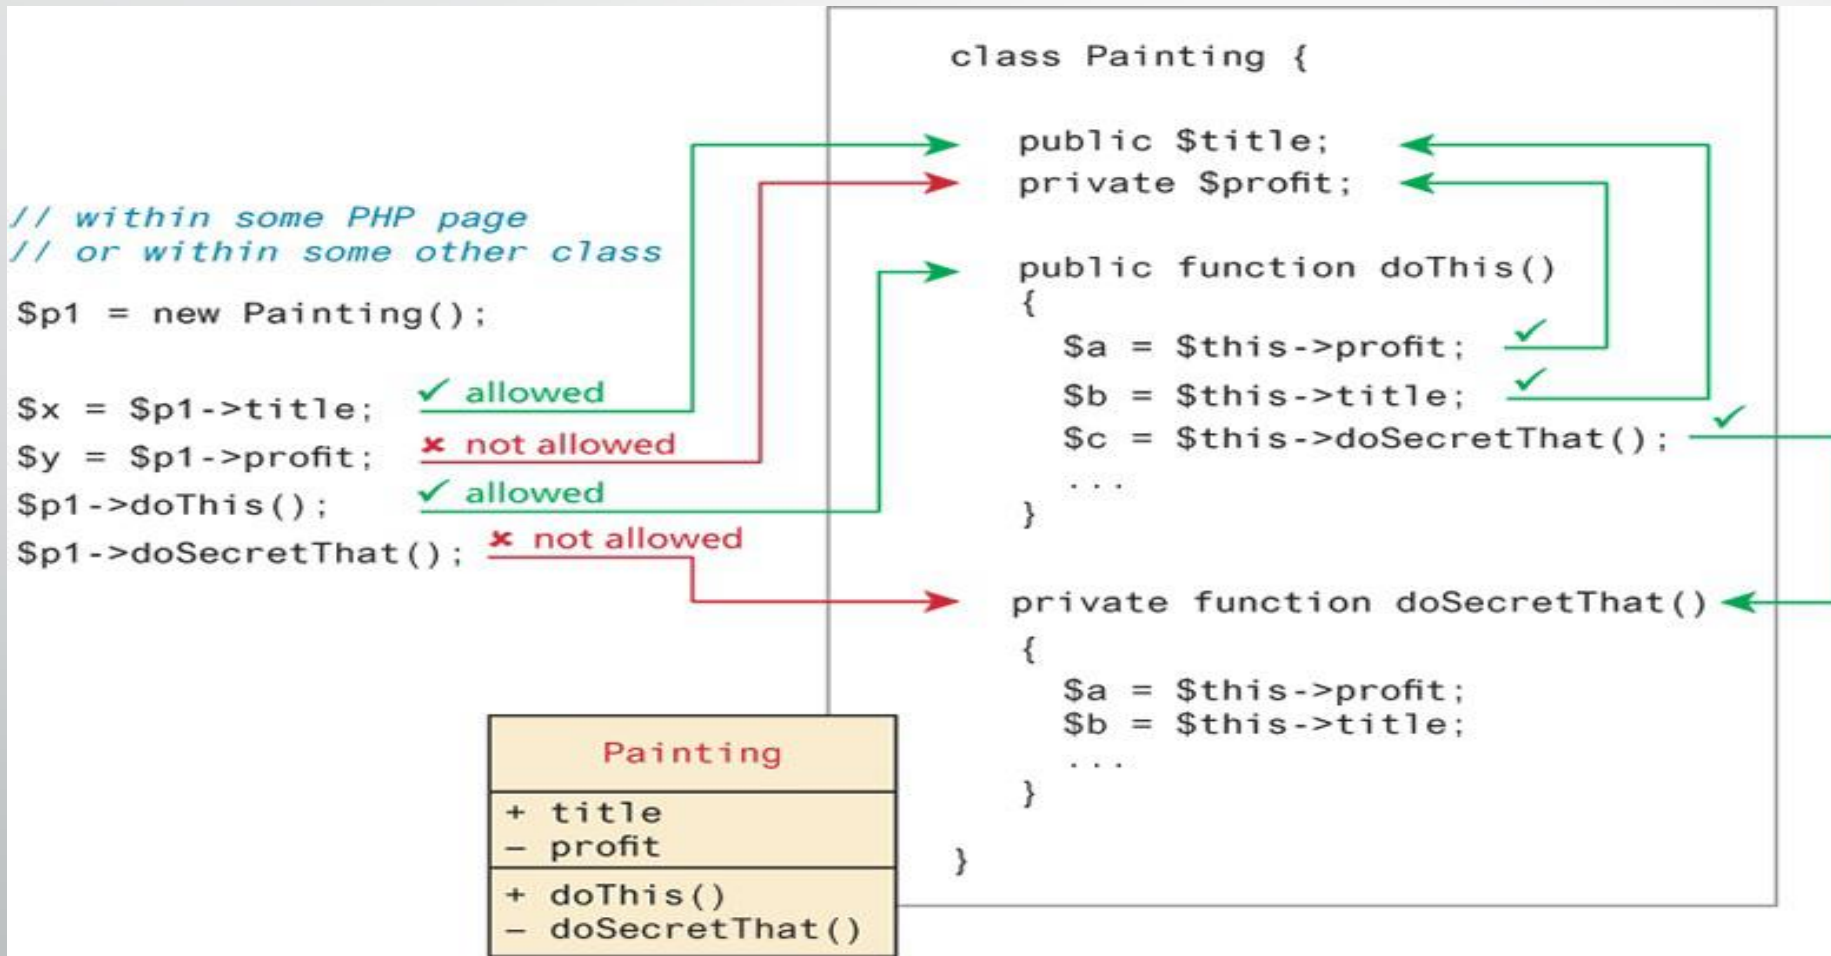 // within some PHP page
// or within some other class
$p1 = new Painting();
$x = $p1->title;
✓ allowed
$y = $p1->profit;
✗ not allowed
$p1->doThis();
✓ allowed
$p1->doSecretThat();
✗ not allowed
class Painting {
public $title;
private $profit;
public function doThis()
{
$a = $this->profit; ✓
$b = $this->title; ✓
$c = $this->doSecretThat(); ✓
...
}
private function doSecretThat()
{
$a = $this->profit;
$b = $this->title;
...
}
}
Painting
+ title
– profit
+ doThis()
– doSecretThat()